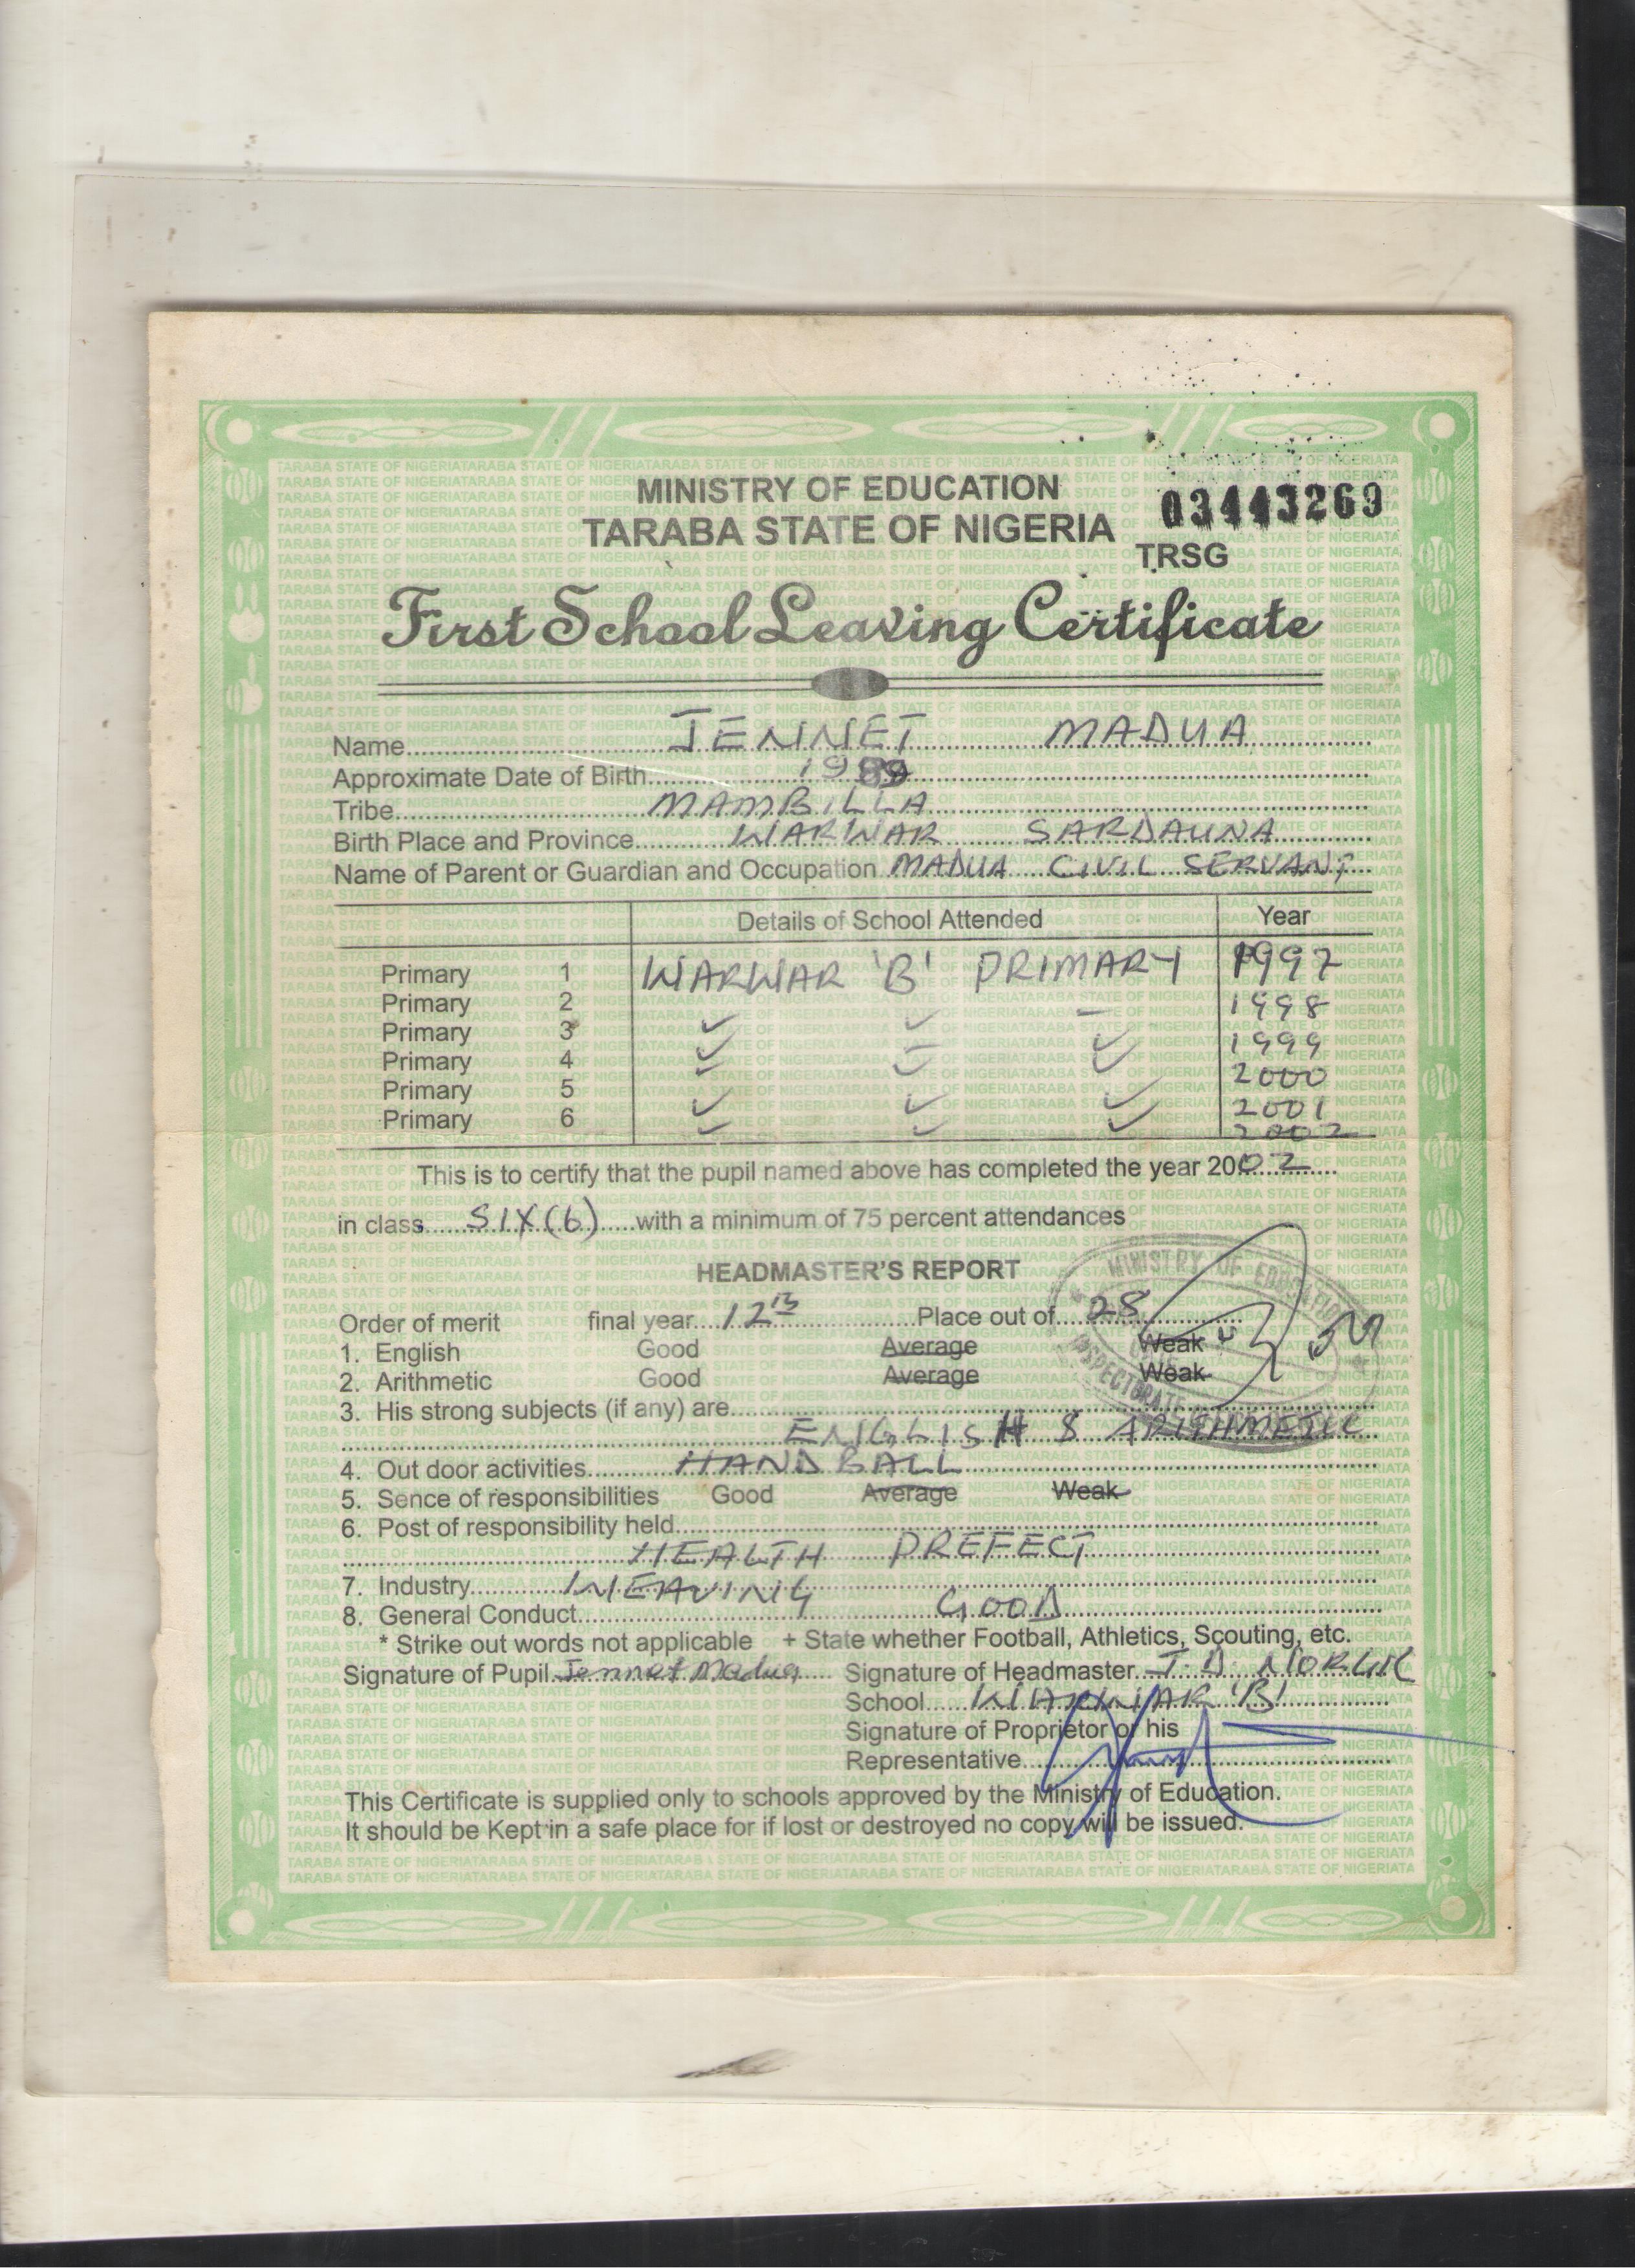 MINISTRY OF EDUCATION
03443269
TARABA STATE OF NIGERIA
TRSG
First School Leaving Certificate
Name JENNET MADUA
Approximate Date of Birth 1989
Tribe MAMBILLA
Birth Place and Province WARWAR SARDAUNA
Name of Parent or Guardian and Occupation MADUA CIVIL SERVANT
Details of School Attended Year
Primary 1 WARWAR 'B' PRIMARY 1997
Primary 2 1998
Primary 3 1999
Primary 4 2000
Primary 5 2001
Primary 6 2002
This is to certify that the pupil named above has completed the year 2002
in class SIX (6) with a minimum of 75 percent attendances
HEADMASTER'S REPORT
Order of merit final year 12th Place out of 28
1. English Good Average Weak
2. Arithmetic Good Average Weak
3. His strong subjects (if any) are
ENGLISH & ARITHMETIC
4. Out door activities HAND BALL
5. Sence of responsibilities Good Average Weak
6. Post of responsibility held
HEALTH PREFECT
7. Industry WEAVING
8. General Conduct GOOD
* Strike out words not applicable + State whether Football, Athletics, Scouting, etc.
Signature of Pupil Jennet Madua Signature of Headmaster J. D.
School WARWAR 'B'
Signature of Proprietor or his
Representative
This Certificate is supplied only to schools approved by the Ministry of Education.
It should be Kept in a safe place for if lost or destroyed no copy will be issued.
MINISTRY OF EDUCATION
INSPECTORATE